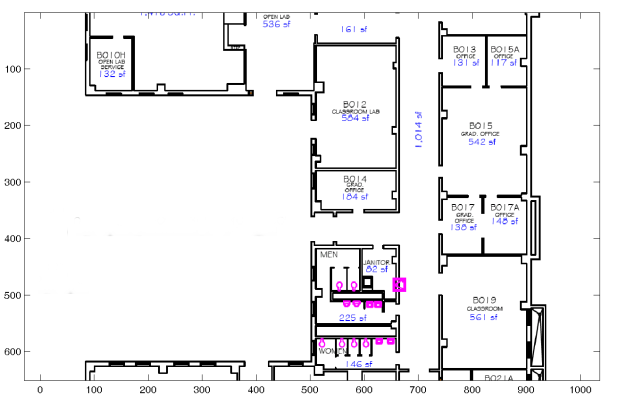 OPEN LAB
536 sf
161 sf
B010H
OPEN LAB
SERVICE
132 sf
B013
OFFICE
131 sf
B015A
OFFICE
117 sf
100
B012
CLASSROOM LAB
584 sf
1,014 sf
B015
GRAD. OFFICE
542 sf
200
B014
GRAD.
OFFICE
184 sf
300
B017
GRAD.
OFFICE
138 sf
B017A
OFFICE
148 sf
400
MEN
JANITOR
82 sf
500
225 sf
B019
CLASSROOM
561 sf
600
WOMEN
146 sf
B021A
0 100 200 300 400 500 600 700 800 900 1000